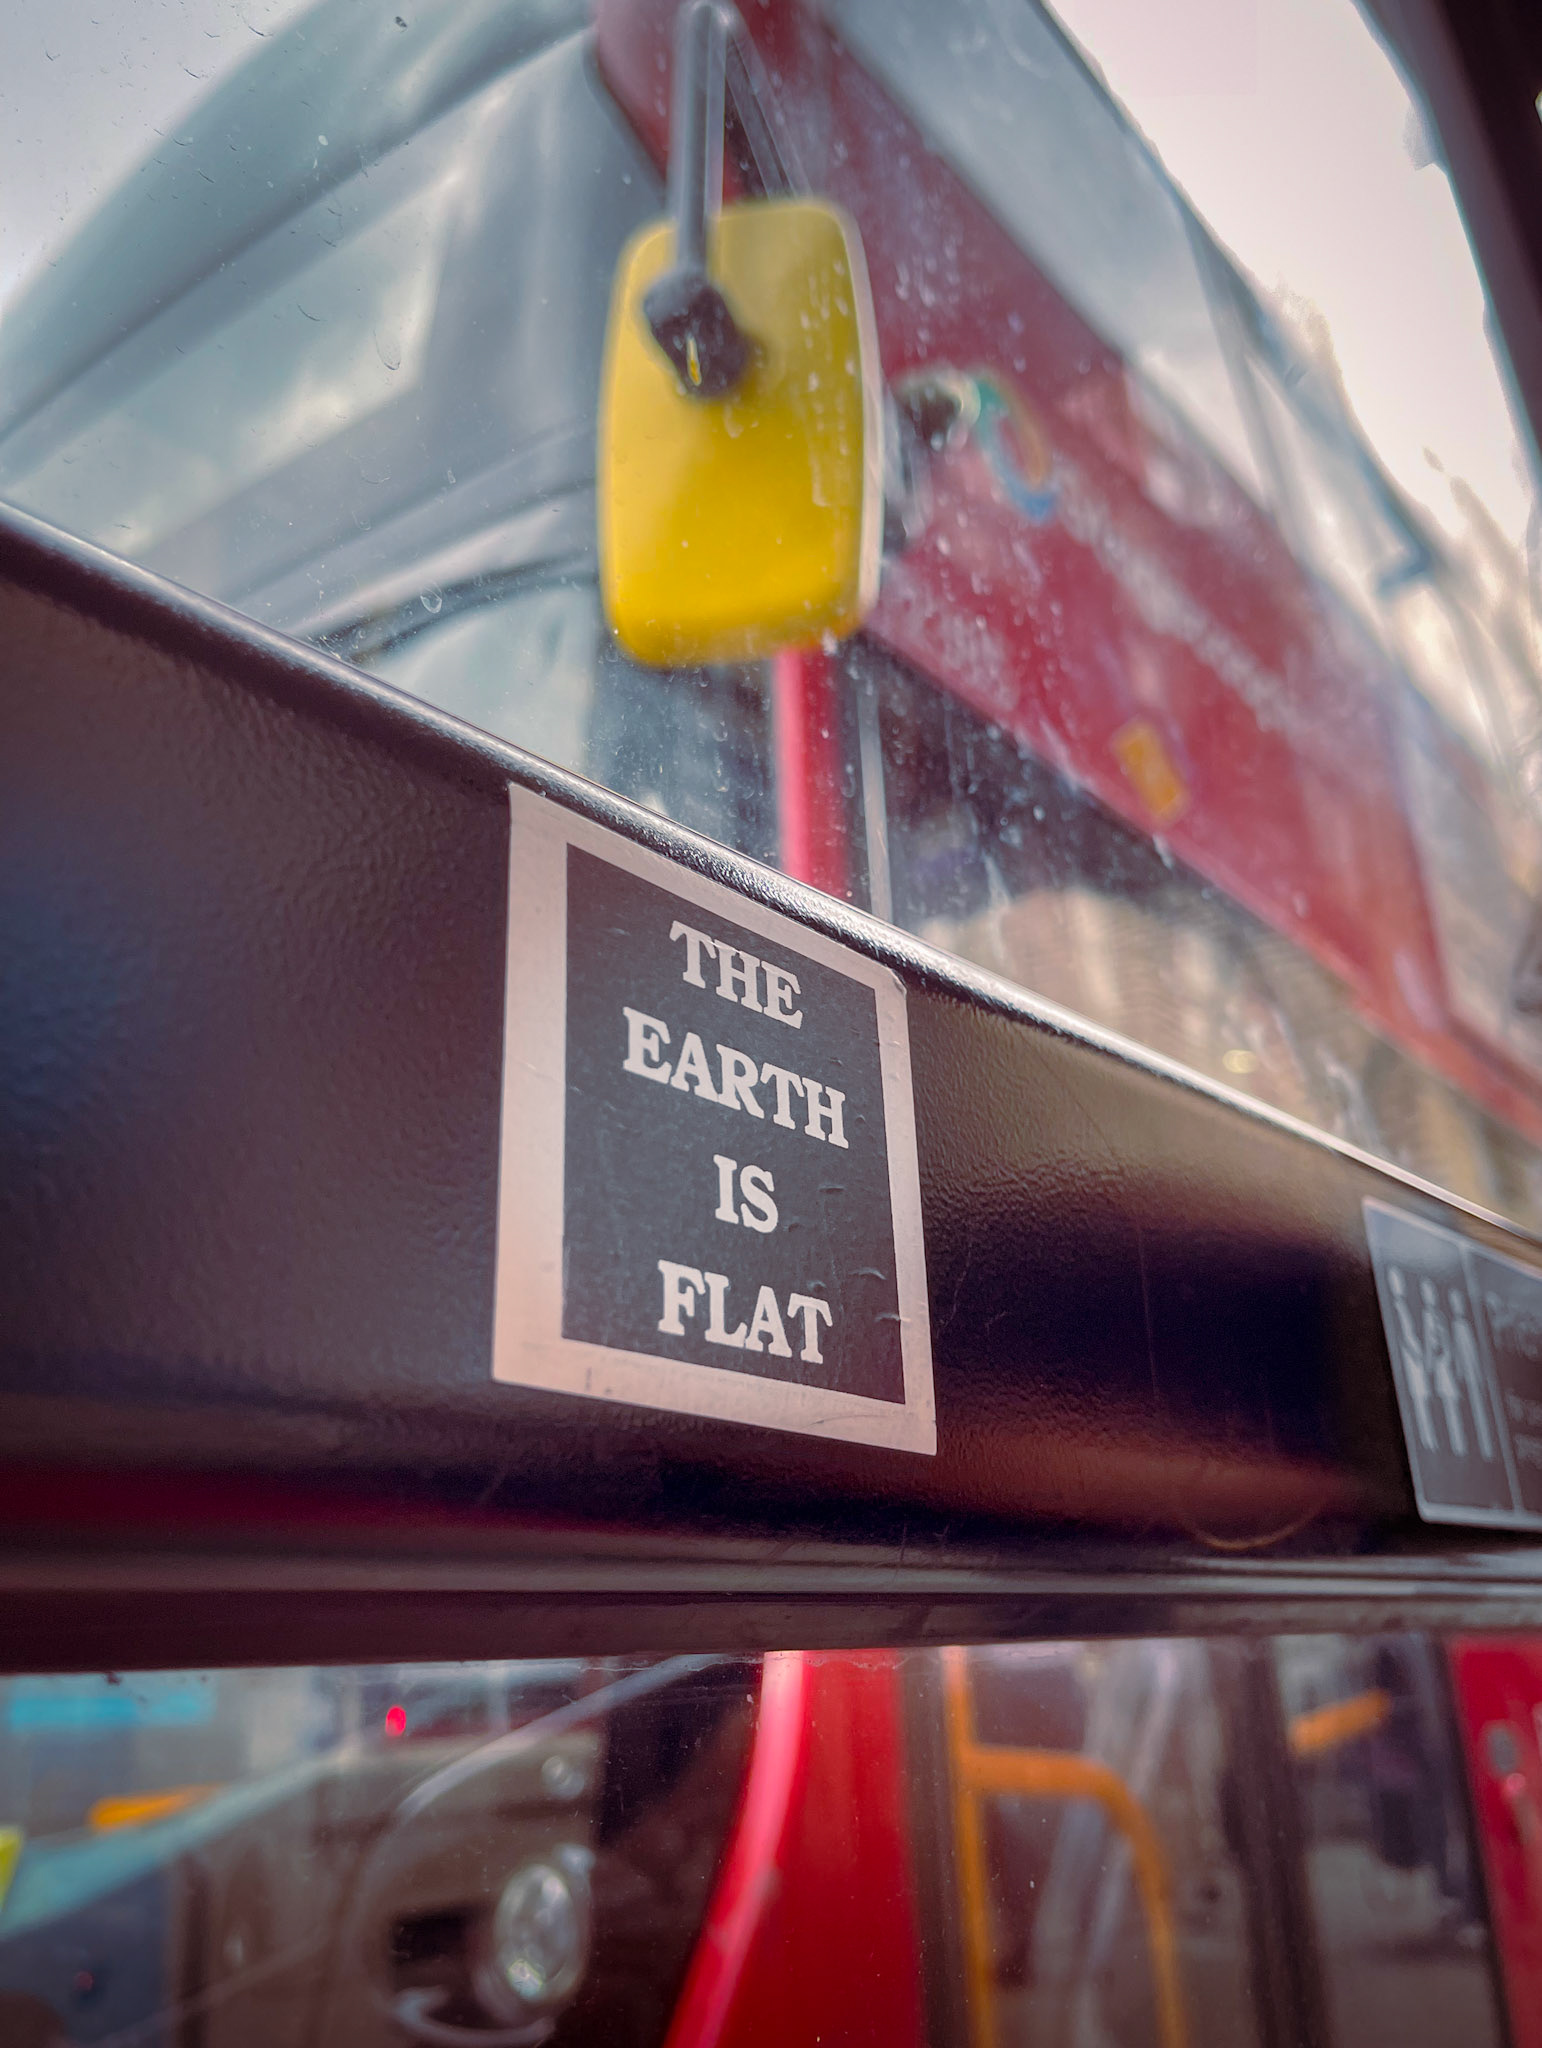 THE
EARTH
IS
FLAT